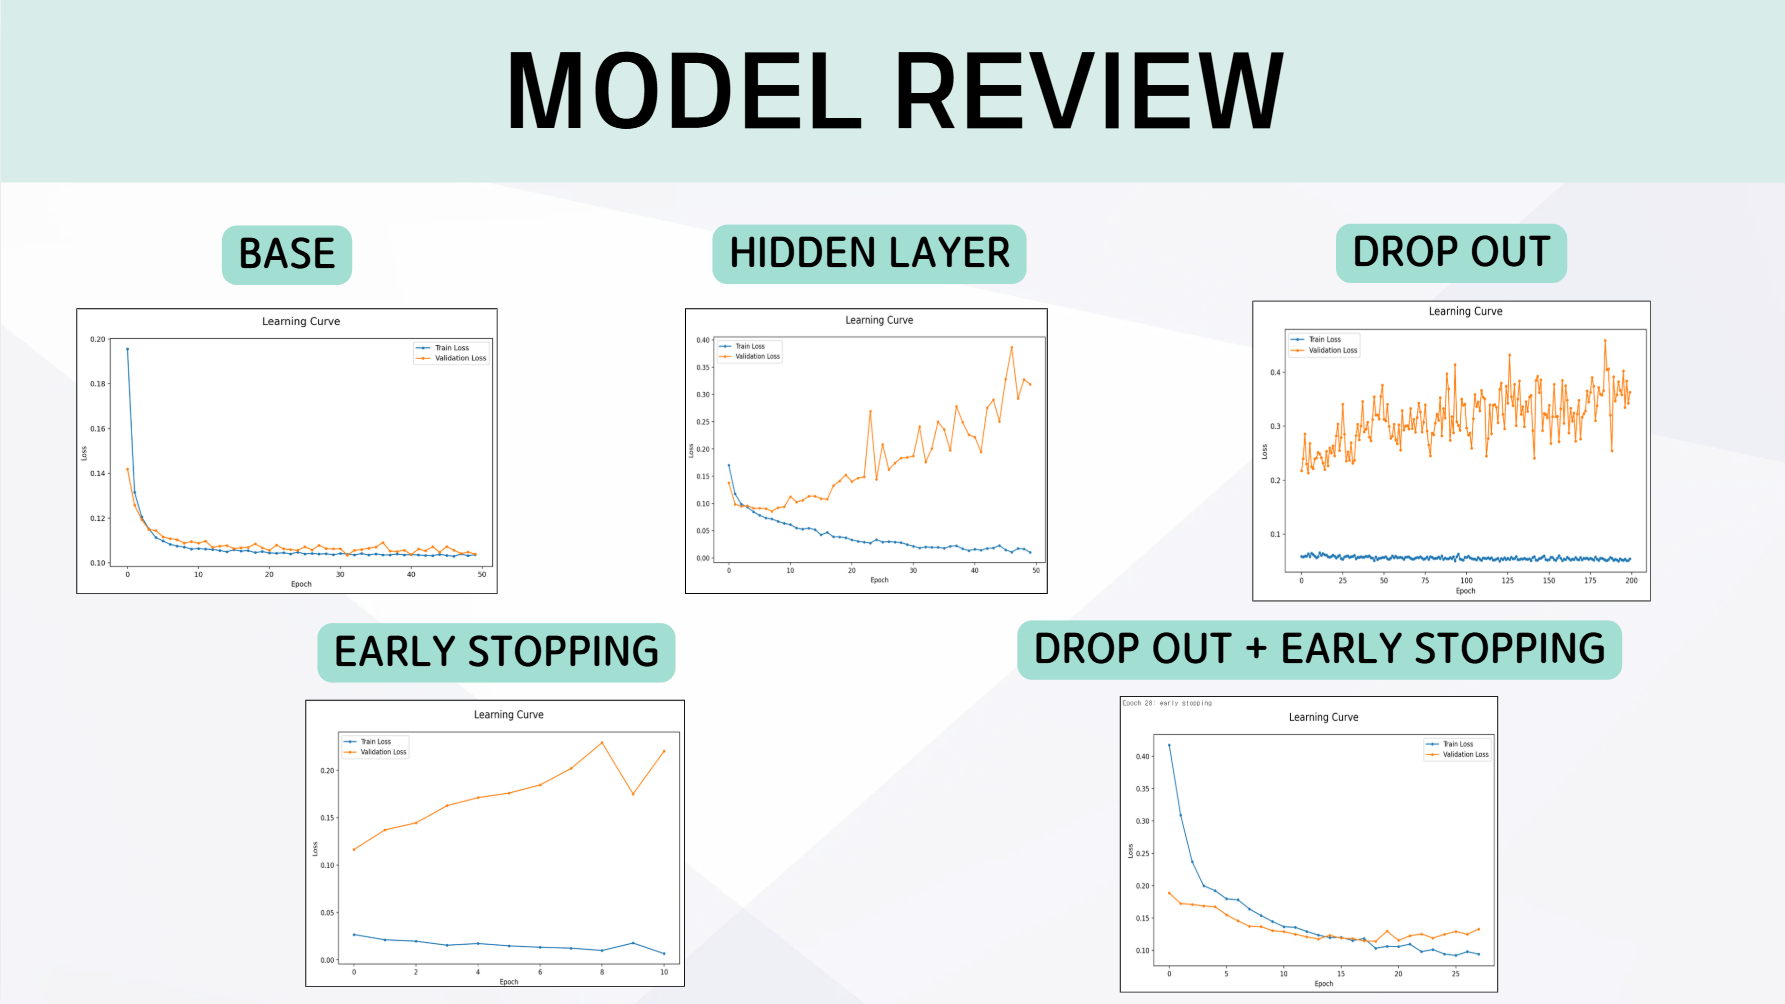 MODEL REVIEW
BASE
HIDDEN LAYER
DROP OUT
Learning Curve
Train Loss
Validation Loss
0.20
0.18
0.16
0.14
0.12
0.10
Loss
0 10 20 30 40 50
Epoch
Learning Curve
Train Loss
Validation Loss
0.40
0.35
0.30
0.25
0.20
0.15
0.10
0.05
0.00
Loss
0 10 20 30 40 50
Epoch
Learning Curve
Train Loss
Validation Loss
0.4
0.3
0.2
0.1
Loss
0 25 50 75 100 125 150 175 200
Epoch
EARLY STOPPING
DROP OUT + EARLY STOPPING
Learning Curve
Train Loss
Validation Loss
0.20
0.15
0.10
0.05
0.00
Loss
0 2 4 6 8 10
Epoch
Epoch 28: early stopping
Learning Curve
Train Loss
Validation Loss
0.40
0.35
0.30
0.25
0.20
0.15
0.10
Loss
0 5 10 15 20 25
Epoch